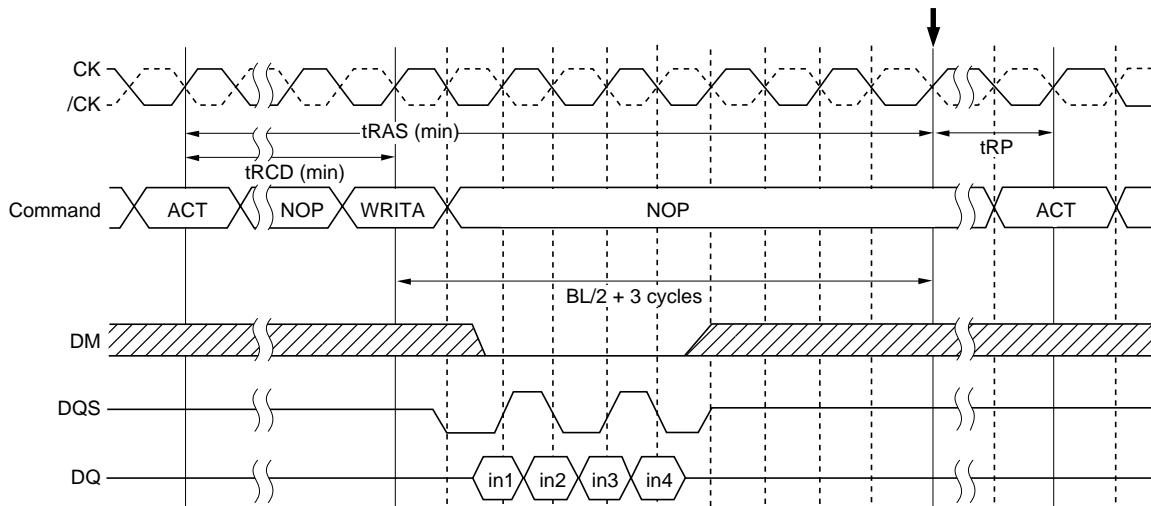 CK
/CK
tRAS (min)
tRP
tRCD (min)
Command
ACT
NOP
WRITA
NOP
ACT
BL/2 + 3 cycles
DM
DQS
DQ
in1
in2
in3
in4